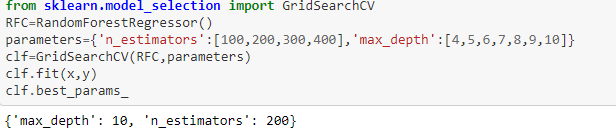 from sklearn.model_selection import GridSearchCV
RFC=RandomForestRegressor()
parameters={'n_estimators':[100,200,300,400],'max_depth':[4,5,6,7,8,9,10]}
clf=GridSearchCV(RFC,parameters)
clf.fit(x,y)
clf.best_params_
{'max_depth': 10, 'n_estimators': 200}